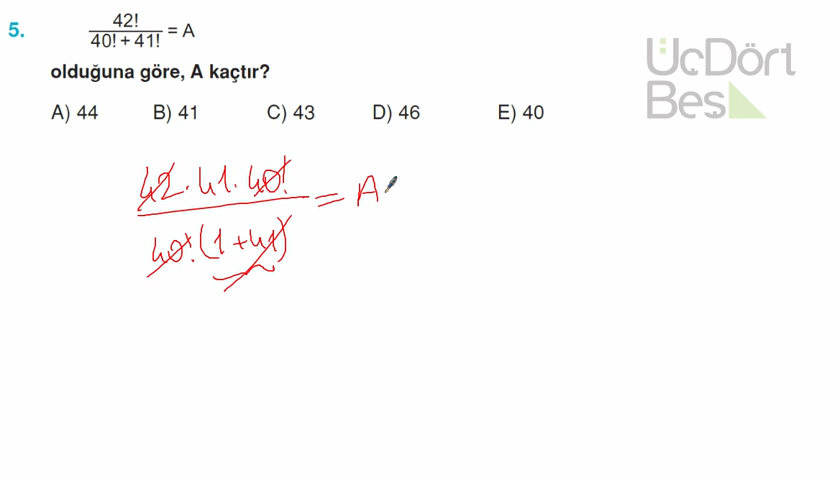 5. 42! / 40! + 41! = A
olduğuna göre, A kaçtır?
A) 44 B) 41 C) 43 D) 46 E) 40
42 · 41 · 40! / 40! (1 + 41) = A
ÜçDört
Beş